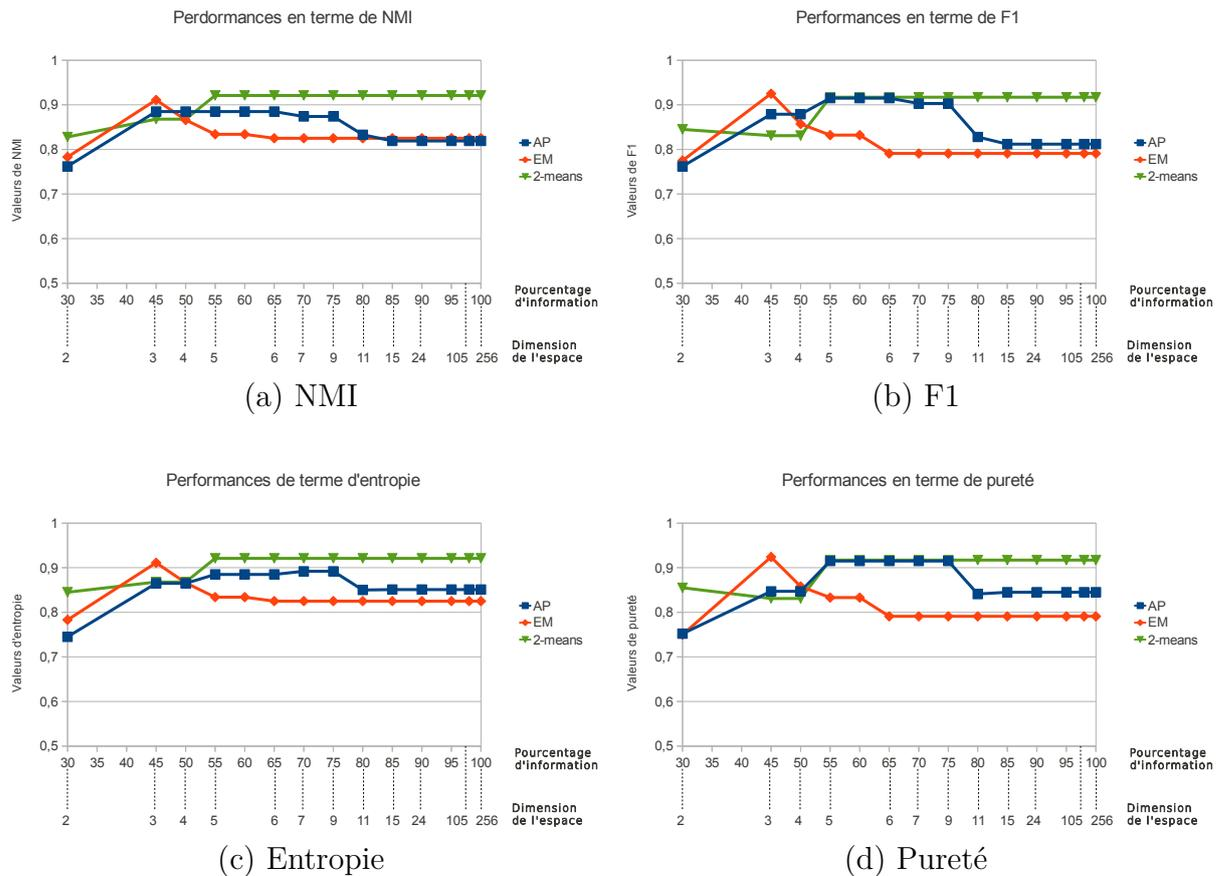 Perdormances en terme de NMI
1
0,9
0,8
0,7
0,6
0,5
Valeurs de NMI
AP
EM
2-means
30 35 40 45 50 55 60 65 70 75 80 85 90 95 100
Pourcentage
d'information
2 3 4 5 6 7 9 11 15 24 105 256
Dimension
de l'espace
(a) NMI
Performances en terme de F1
1
0,9
0,8
0,7
0,6
0,5
Valeurs de F1
AP
EM
2-means
30 35 40 45 50 55 60 65 70 75 80 85 90 95 100
Pourcentage
d'information
2 3 4 5 6 7 9 11 15 24 105 256
Dimension
de l'espace
(b) F1
Performances de terme d'entropie
1
0,9
0,8
0,7
0,6
0,5
Valeurs d'entropie
AP
EM
2-means
30 35 40 45 50 55 60 65 70 75 80 85 90 95 100
Pourcentage
d'information
2 3 4 5 6 7 9 11 15 24 105 256
Dimension
de l'espace
(c) Entropie
Performances en terme de pureté
1
0,9
0,8
0,7
0,6
0,5
Valeurs de pureté
AP
EM
2-means
30 35 40 45 50 55 60 65 70 75 80 85 90 95 100
Pourcentage
d'information
2 3 4 5 6 7 9 11 15 24 105 256
Dimension
de l'espace
(d) Pureté